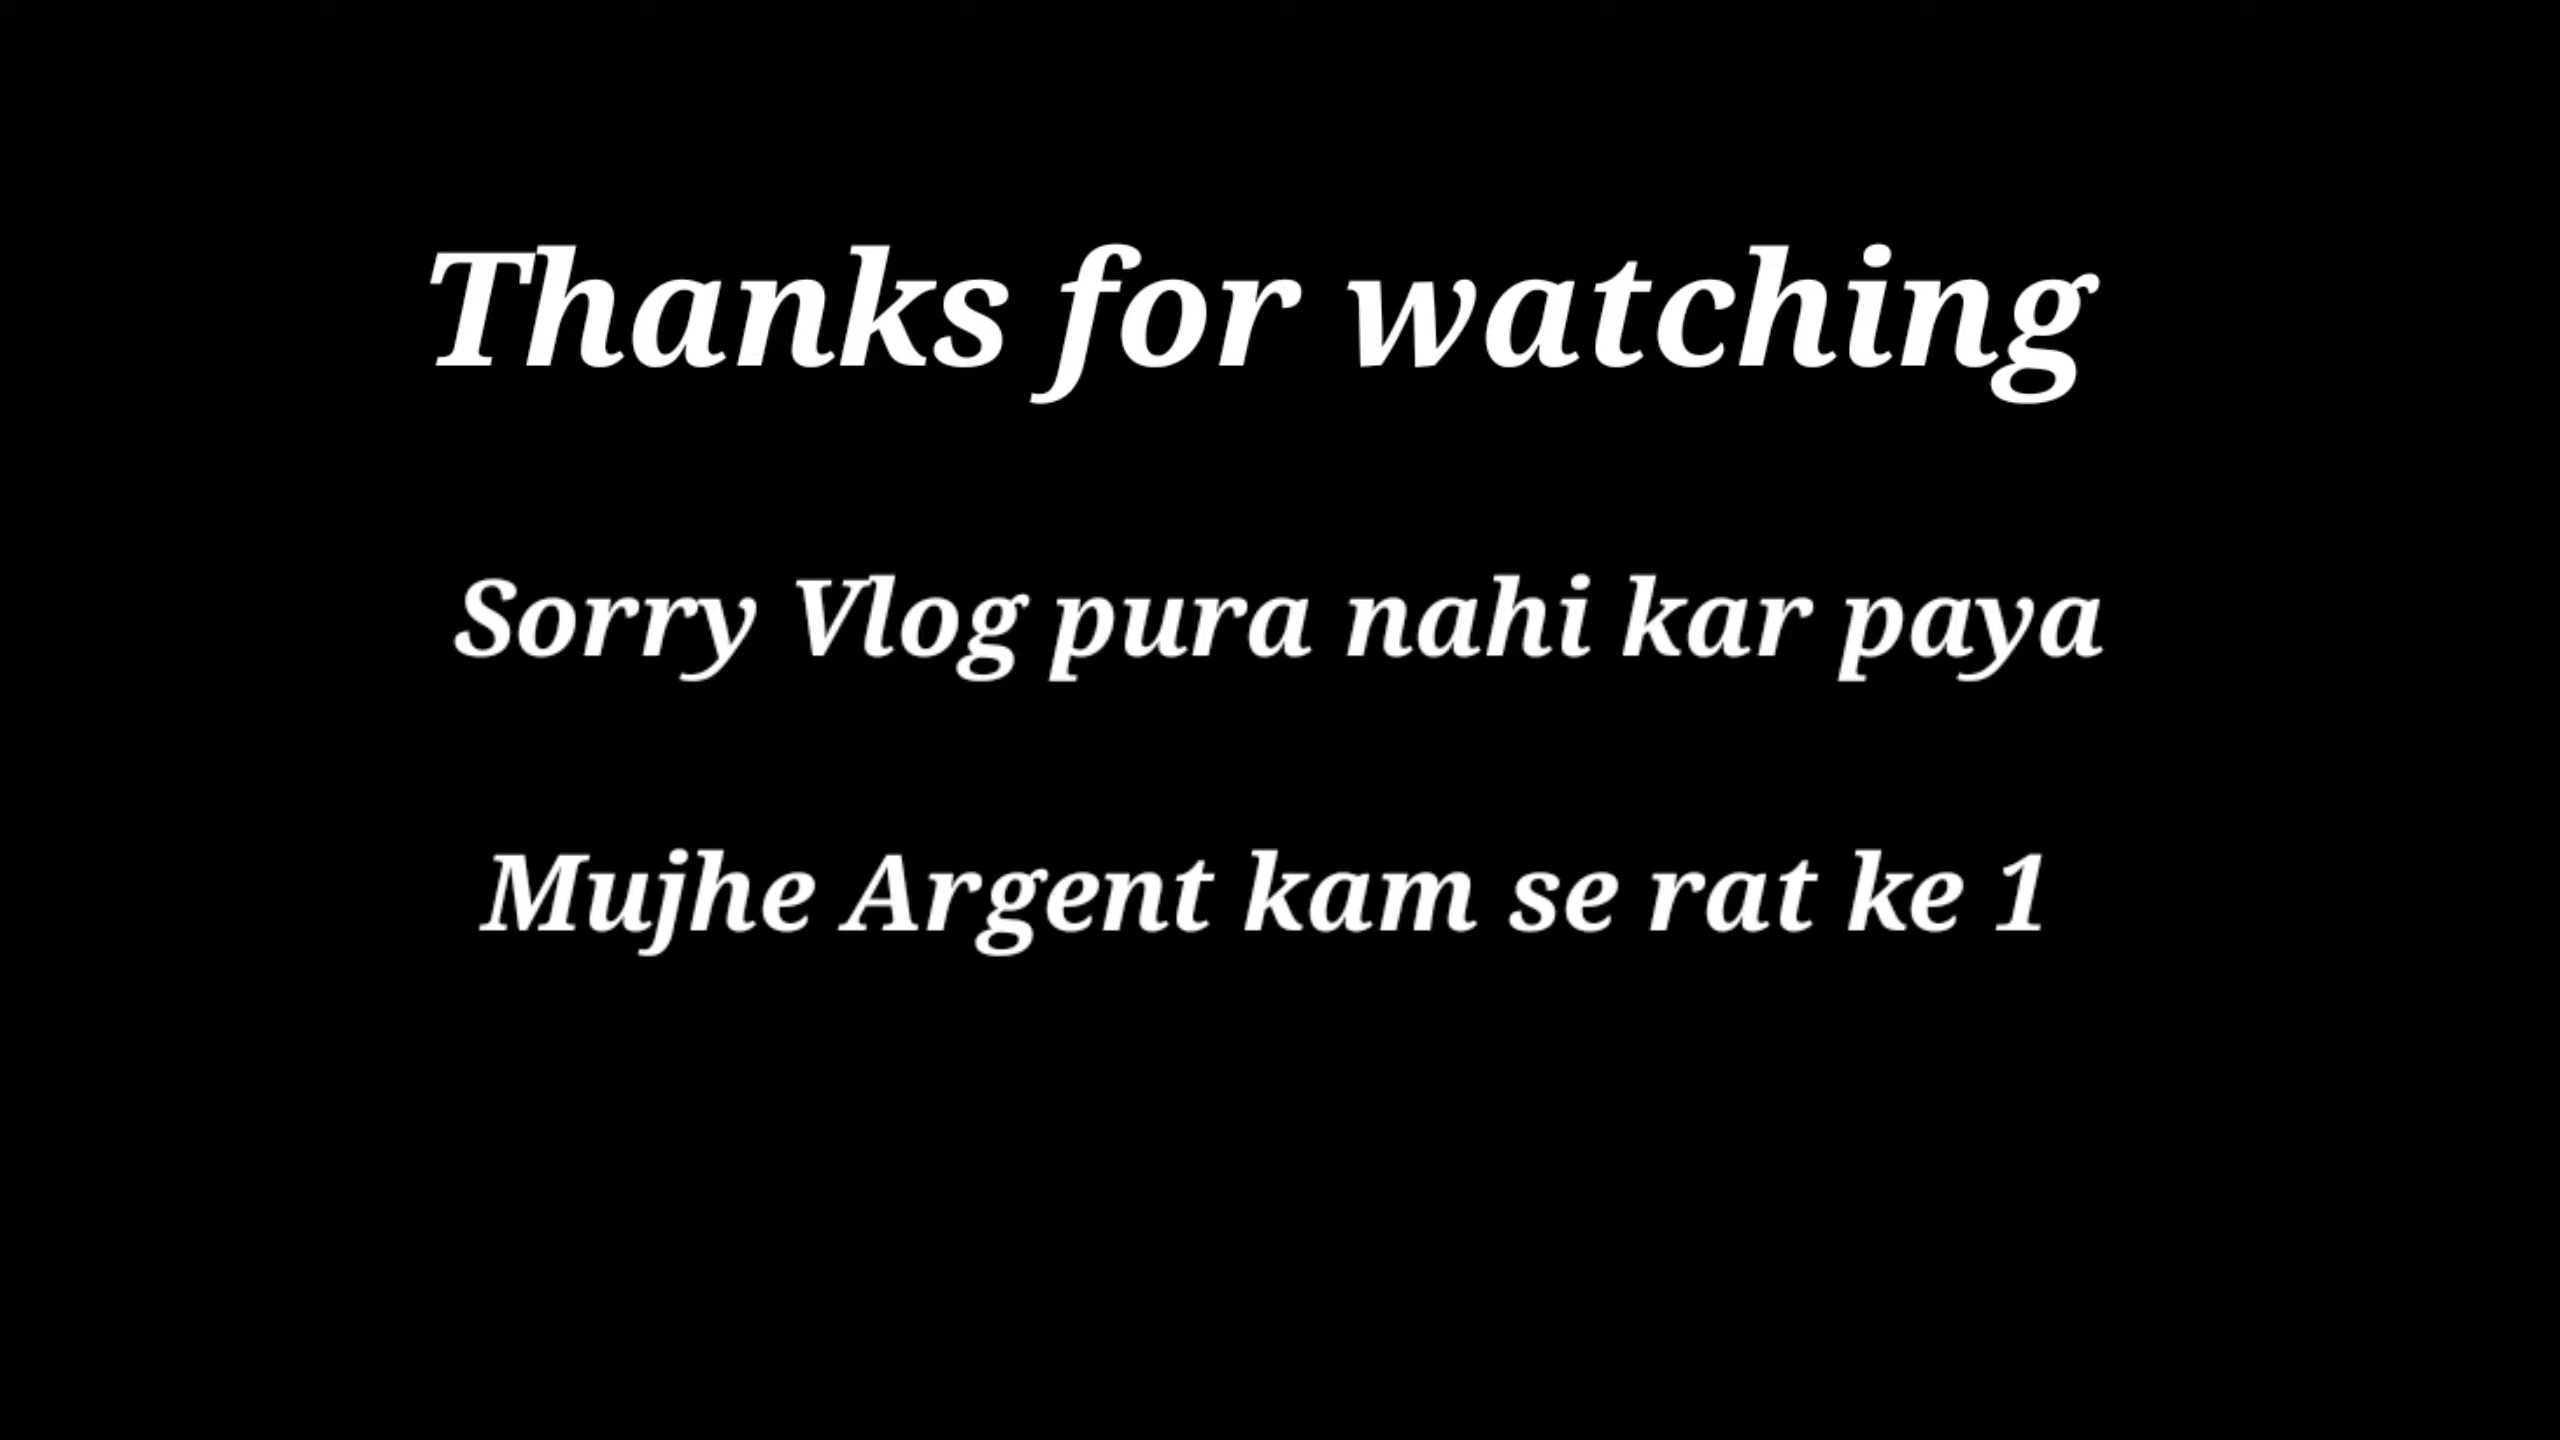 Thanks for watching
Sorry Vlog pura nahi kar paya
Mujhe Argent kam se rat ke 1